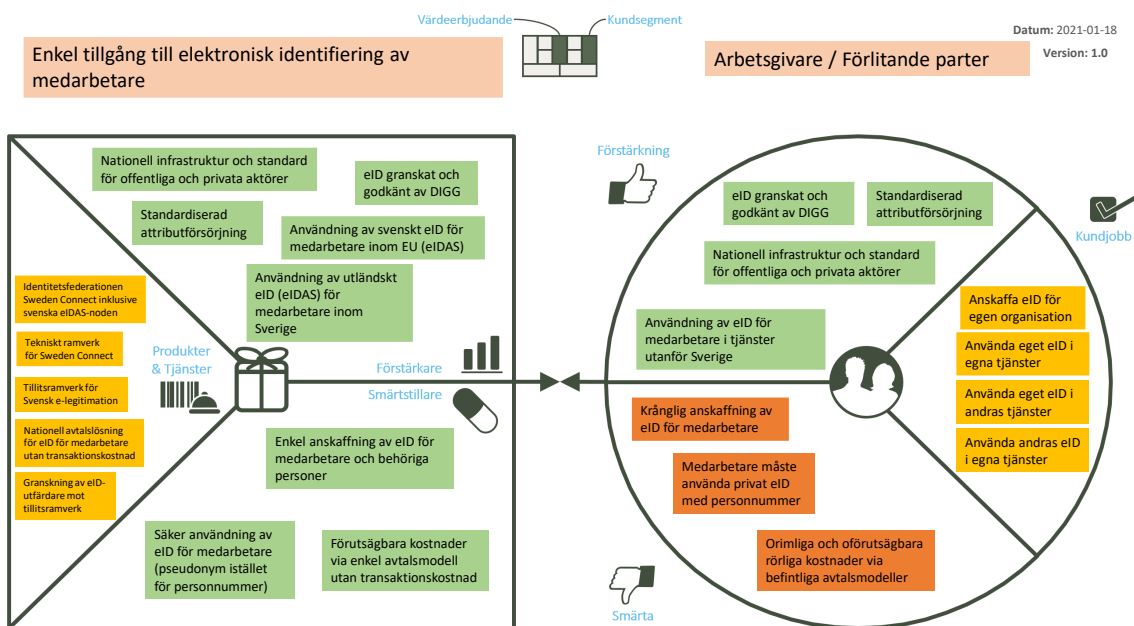 Värdeerbjudande
Kundsegment
Datum: 2021-01-18
Version: 1.0
Enkel tillgång till elektronisk identifiering av
medarbetare
Arbetsgivare / Förlitande parter
Nationell infrastruktur och standard
för offentliga och privata aktörer
eID granskat och
godkänt av DIGG
Standardiserad
attributförsörjning
Användning av svenskt eID för
medarbetare inom EU (eIDAS)
Användning av utländskt
eID (eIDAS) för
medarbetare inom
Sverige
Identitetsfederationen
Sweden Connect inklusive
svenska eIDAS-noden
Tekniskt ramverk
för Sweden Connect
Tillitsramverk för
Svensk e-legitimation
Nationell avtalslösning
för eID för medarbetare
utan transaktionskostnad
Granskning av eID-
utfärdare mot
tillitsramverk
Produkter
& Tjänster
Förstärkare
Smärtstillare
Enkel anskaffning av eID för
medarbetare och behöriga
personer
Säker användning av
eID för medarbetare
(pseudonym istället
för personnummer)
Förutsägbara kostnader
via enkel avtalsmodell
utan transaktionskostnad
Förstärkning
eID granskat och
godkänt av DIGG
Standardiserad
attributförsörjning
Nationell infrastruktur och standard
för offentliga och privata aktörer
Användning av eID för
medarbetare i tjänster
utanför Sverige
Krånglig anskaffning av
eID för medarbetare
Medarbetare måste
använda privat eID
med personnummer
Orimliga och oförutsägbara
rörliga kostnader via
befintliga avtalsmodeller
Smärta
Kundjobb
Anskaffa eID för
egen organisation
Använda eget eID i
egna tjänster
Använda eget eID i
andras tjänster
Använda andras eID
i egna tjänster